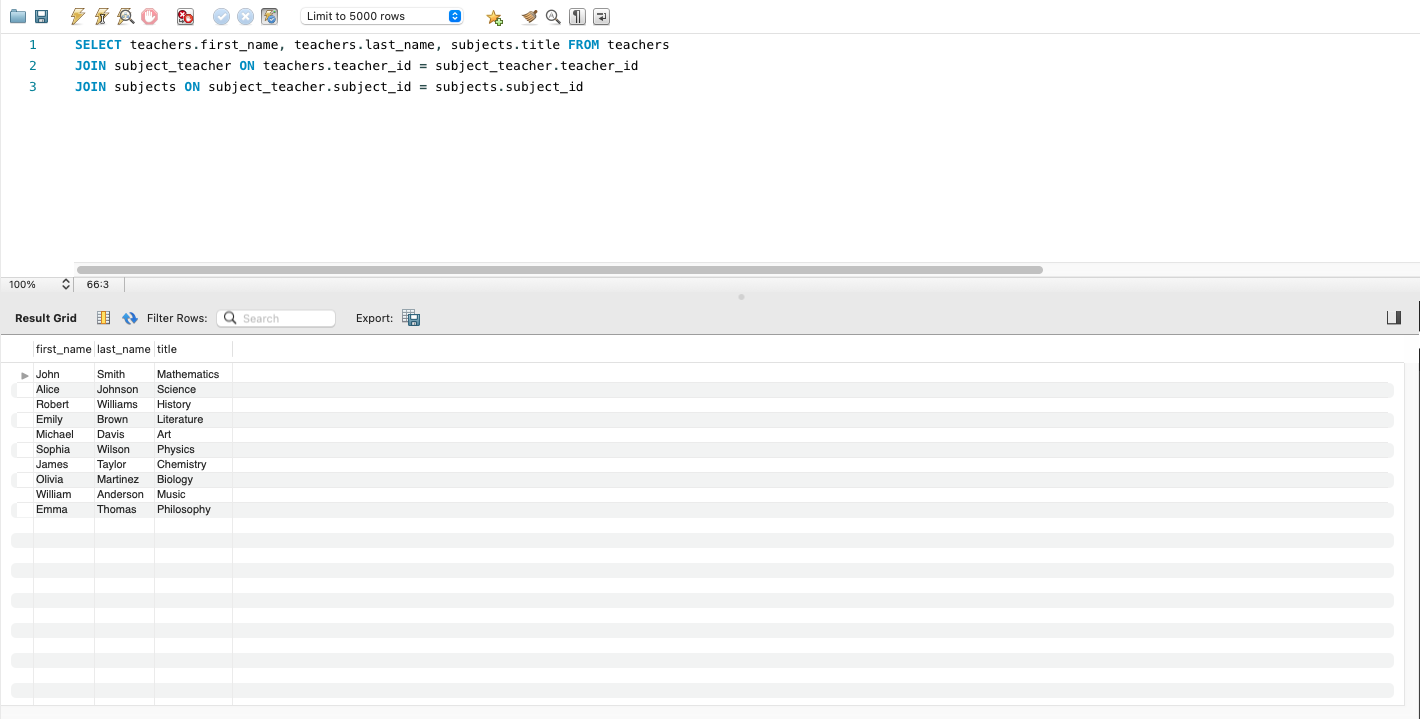 Limit to 5000 rows
1 SELECT teachers.first_name, teachers.last_name, subjects.title FROM teachers
2 JOIN subject_teacher ON teachers.teacher_id = subject_teacher.teacher_id
3 JOIN subjects ON subject_teacher.subject_id = subjects.subject_id
100% 66:3
Result Grid Filter Rows: Search Export:
first_name last_name title
John Smith Mathematics
Alice Johnson Science
Robert Williams History
Emily Brown Literature
Michael Davis Art
Sophia Wilson Physics
James Taylor Chemistry
Olivia Martinez Biology
William Anderson Music
Emma Thomas Philosophy